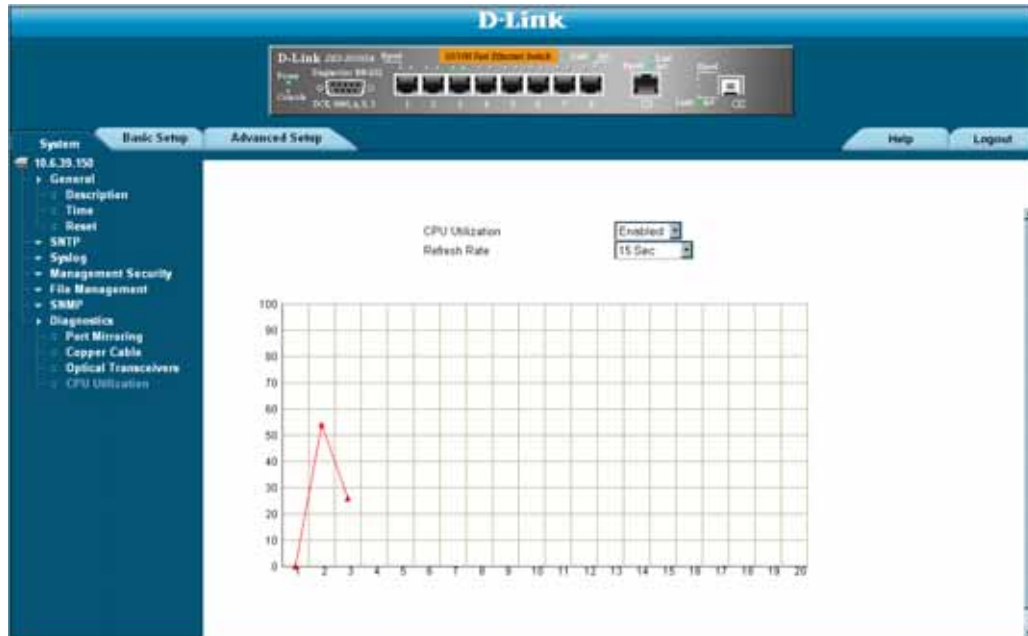 D-Link
D-Link
System
Basic Setup
Advanced Setup
Help
Logout
10.6.39.150
General
Description
Time
Reset
SNTP
Syslog
Management Security
File Management
SNMP
Diagnostics
Port Mirroring
Copper Cable
Optical Transceivers
CPU Utilization
CPU Utilization
Enabled
Refresh Rate
15 Sec
100
90
80
70
60
50
40
30
20
10
0
1 2 3 4 5 6 7 8 9 10 11 12 13 14 15 16 17 18 19 20